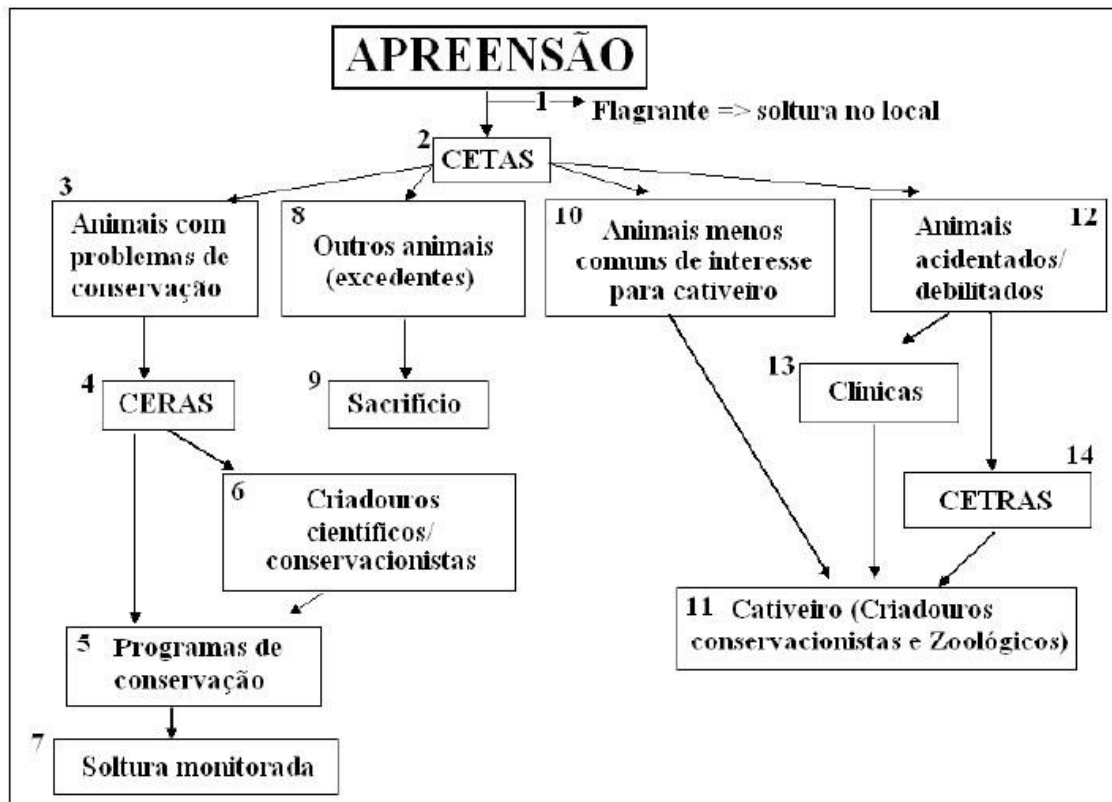 APREENSÃO
1
Flagrante => soltura no local
2
CETAS
3
Animais com
problemas de
conservação
8
Outros animais
(excedentes)
10
Animais menos
comuns de interesse
para cativeiro
12
Animais
acidentados/
debilitados
4
CERAS
9
Sacrifício
13
Clínicas
6
Criadouros
científicos/
conservacionistas
14
CETRAS
5
Programas de
conservação
11
Cativeiro (Criadouros
conservacionistas e Zoológicos)
7
Soltura monitorada